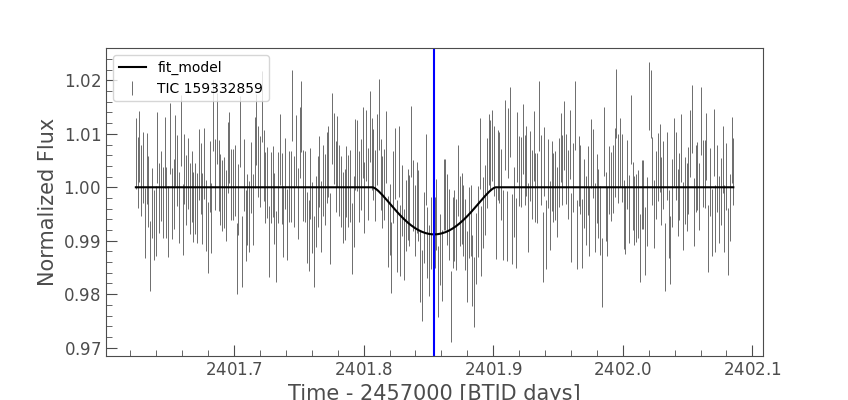 fit_model
TIC 159332859
1.02
1.01
1.00
0.99
0.98
0.97
Normalized Flux
2401.7 2401.8 2401.9 2402.0 2402.1
Time - 2457000 [BTJD days]